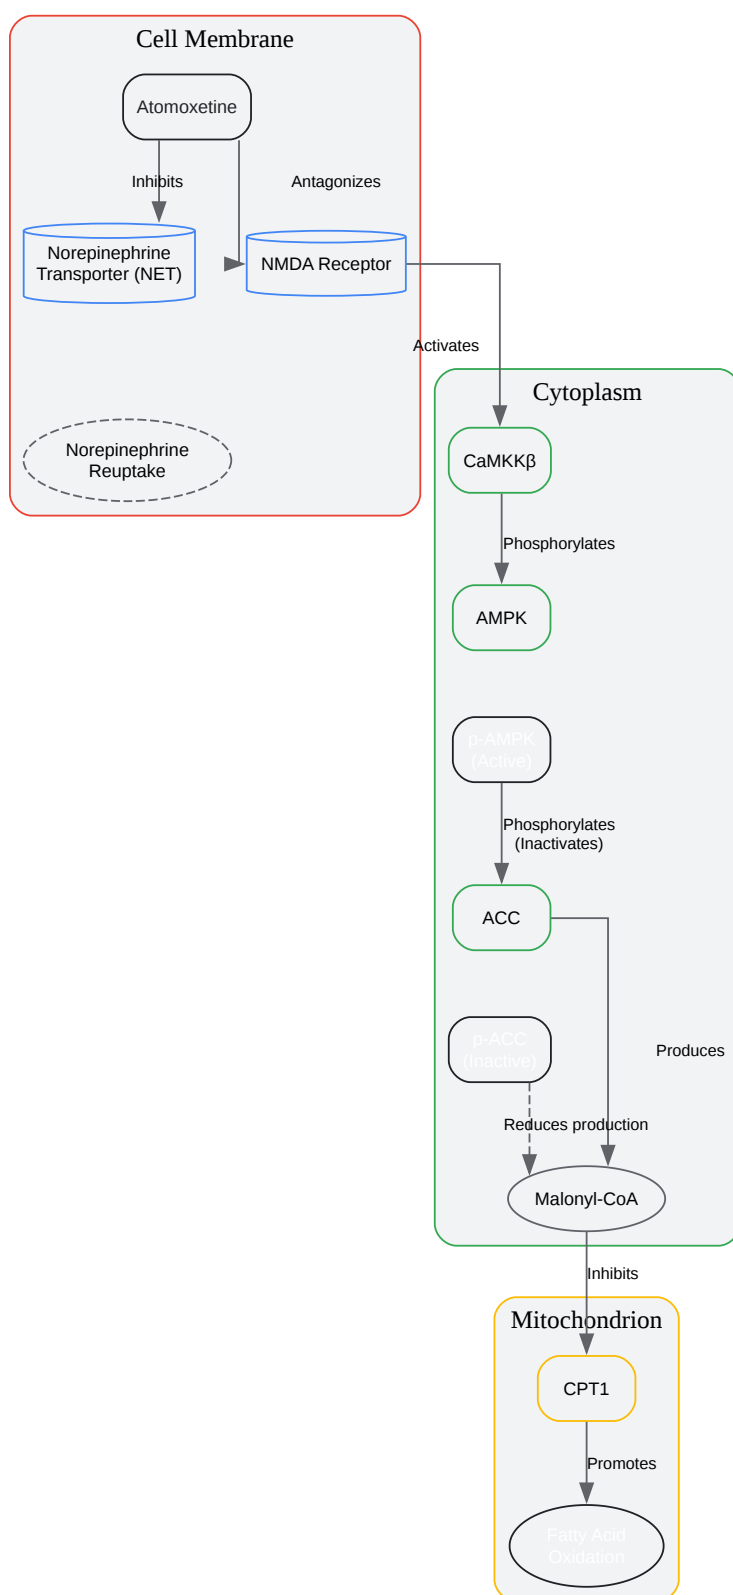 Cell Membrane
Atomoxetine
Inhibits
Antagonizes
Norepinephrine
Transporter (NET)
NMDA Receptor
Activates
Norepinephrine
Reuptake
Cytoplasm
CaMKKβ
Phosphorylates
AMPK
p-AMPK
(Active)
Phosphorylates
(Inactivates)
ACC
p-ACC
(Inactive)
Produces
Reduces production
Malonyl-CoA
Inhibits
Mitochondrion
CPT1
Promotes
Fatty Acid
Oxidation